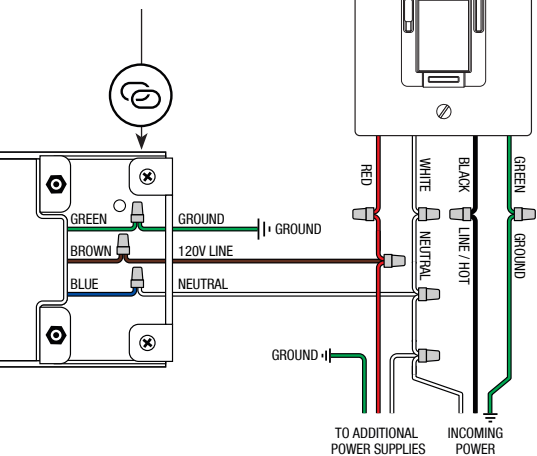 RED
WHITE
BLACK
GREEN
NEUTRAL
LINE / HOT
GROUND
GREEN
GROUND
GROUND
BROWN
120V LINE
BLUE
NEUTRAL
GROUND
TO ADDITIONAL
POWER SUPPLIES
INCOMING
POWER